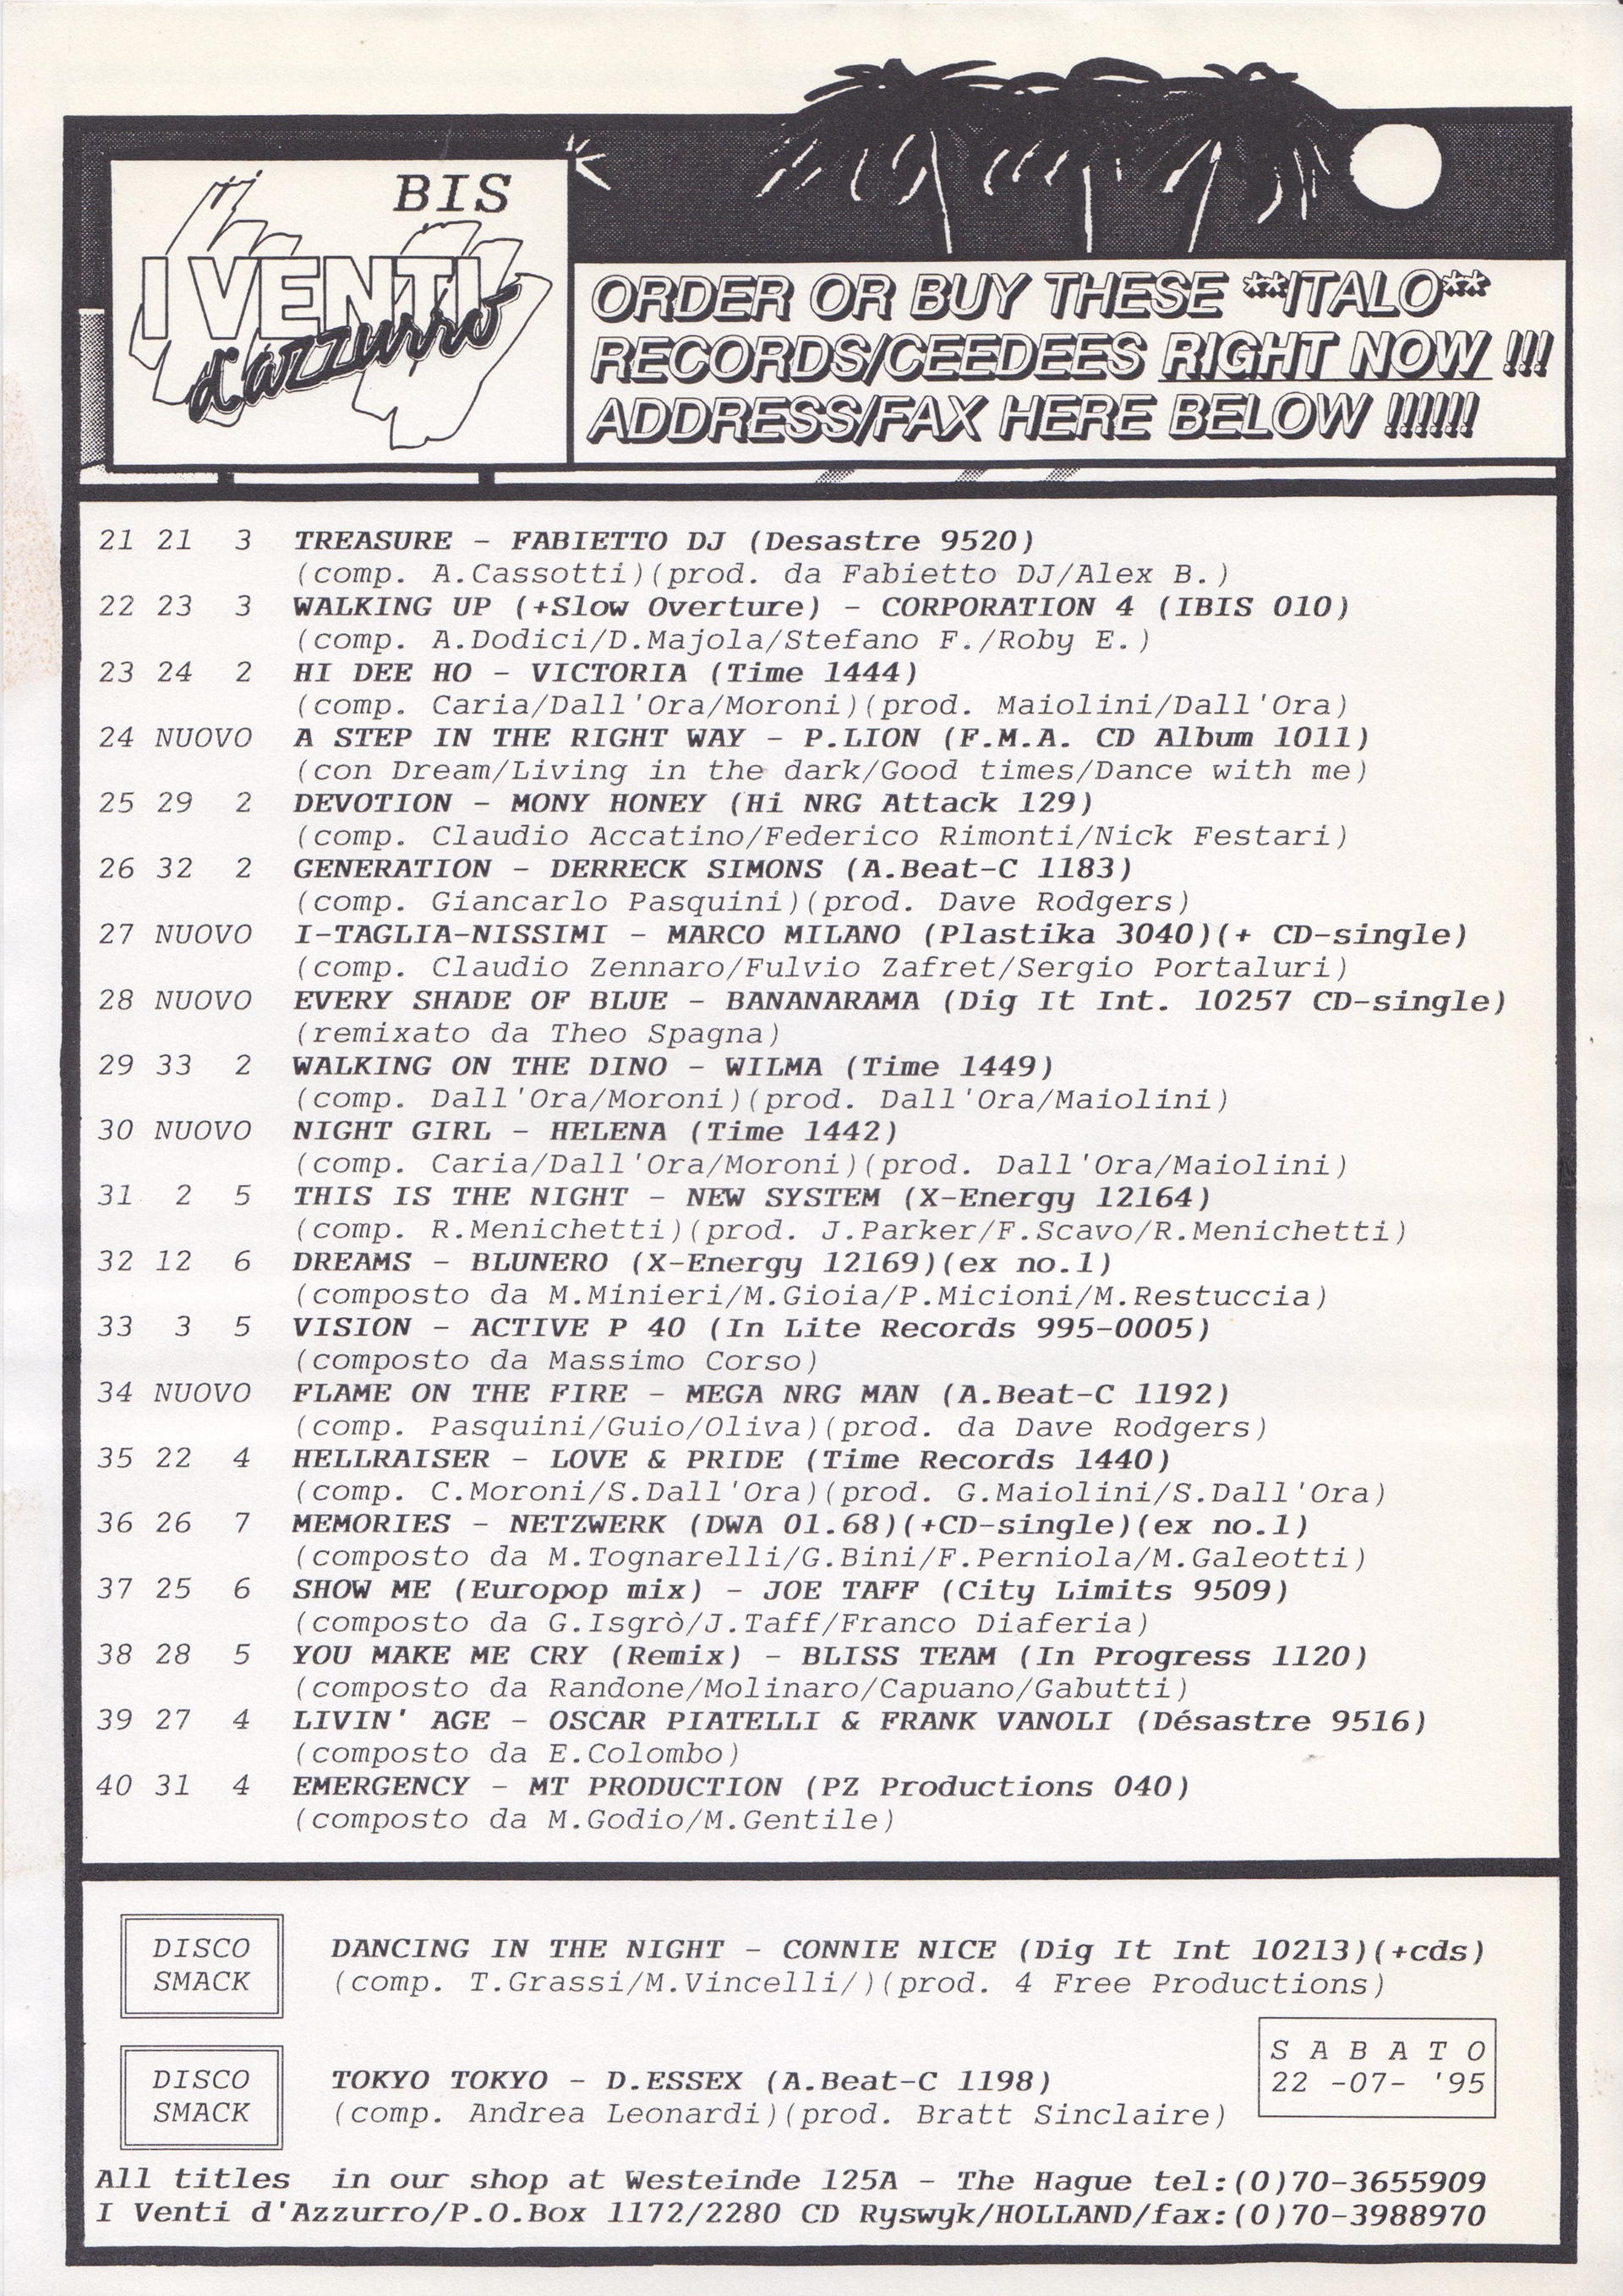 BIS
I VENTI
d'azzurro
ORDER OR BUY THESE **ITALO**
RECORDS/CEEDEES RIGHT NOW !!!
ADDRESS/FAX HERE BELOW !!!!!!
21 21 3 TREASURE - FABIETTO DJ (Desastre 9520)
(comp. A.Cassotti)(prod. da Fabietto DJ/Alex B.)
22 23 3 WALKING UP (+Slow Overture) - CORPORATION 4 (IBIS 010)
(comp. A.Dodici/D.Majola/Stefano F./Roby E.)
23 24 2 HI DEE HO - VICTORIA (Time 1444)
(comp. Caria/Dall'Ora/Moroni)(prod. Maiolini/Dall'Ora)
24 NUOVO A STEP IN THE RIGHT WAY - P.LION (F.M.A. CD Album 1011)
(con Dream/Living in the dark/Good times/Dance with me)
25 29 2 DEVOTION - MONY HONEY (Hi NRG Attack 129)
(comp. Claudio Accatino/Federico Rimonti/Nick Festari)
26 32 2 GENERATION - DERRECK SIMONS (A.Beat-C 1183)
(comp. Giancarlo Pasquini)(prod. Dave Rodgers)
27 NUOVO I-TAGLIA-NISSIMI - MARCO MILANO (Plastika 3040)(+ CD-single)
(comp. Claudio Zennaro/Fulvio Zafret/Sergio Portaluri)
28 NUOVO EVERY SHADE OF BLUE - BANANARAMA (Dig It Int. 10257 CD-single)
(remixato da Theo Spagna)
29 33 2 WALKING ON THE DINO - WILMA (Time 1449)
(comp. Dall'Ora/Moroni)(prod. Dall'Ora/Maiolini)
30 NUOVO NIGHT GIRL - HELENA (Time 1442)
(comp. Caria/Dall'Ora/Moroni)(prod. Dall'Ora/Maiolini)
31 2 5 THIS IS THE NIGHT - NEW SYSTEM (X-Energy 12164)
(comp. R.Menichetti)(prod. J.Parker/F.Scavo/R.Menichetti)
32 12 6 DREAMS - BLUNERO (X-Energy 12169)(ex no.1)
(composto da M.Minieri/M.Gioia/P.Micioni/M.Restuccia)
33 3 5 VISION - ACTIVE P 40 (In Lite Records 995-0005)
(composto da Massimo Corso)
34 NUOVO FLAME ON THE FIRE - MEGA NRG MAN (A.Beat-C 1192)
(comp. Pasquini/Guio/Oliva)(prod. da Dave Rodgers)
35 22 4 HELLRAISER - LOVE & PRIDE (Time Records 1440)
(comp. C.Moroni/S.Dall'Ora)(prod. G.Maiolini/S.Dall'Ora)
36 26 7 MEMORIES - NETZWERK (DWA 01.68)(+CD-single)(ex no.1)
(composto da M.Tognarelli/G.Bini/F.Perniola/M.Galeotti)
37 25 6 SHOW ME (Europop mix) - JOE TAFF (City Limits 9509)
(composto da G.Isgrò/J.Taff/Franco Diaferia)
38 28 5 YOU MAKE ME CRY (Remix) - BLISS TEAM (In Progress 1120)
(composto da Randone/Molinaro/Capuano/Gabutti)
39 27 4 LIVIN' AGE - OSCAR PIATELLI & FRANK VANOLI (Désastre 9516)
(composto da E.Colombo)
40 31 4 EMERGENCY - MT PRODUCTION (PZ Productions 040)
(composto da M.Godio/M.Gentile)
DISCO
SMACK
DANCING IN THE NIGHT - CONNIE NICE (Dig It Int 10213)(+cds)
(comp. T.Grassi/M.Vincelli/)(prod. 4 Free Productions)
DISCO
SMACK
TOKYO TOKYO - D.ESSEX (A.Beat-C 1198)
(comp. Andrea Leonardi)(prod. Bratt Sinclaire)
S A B A T O
22 -07- '95
All titles in our shop at Westeinde 125A - The Hague tel:(0)70-3655909
I Venti d'Azzurro/P.O.Box 1172/2280 CD Ryswyk/HOLLAND/fax:(0)70-3988970